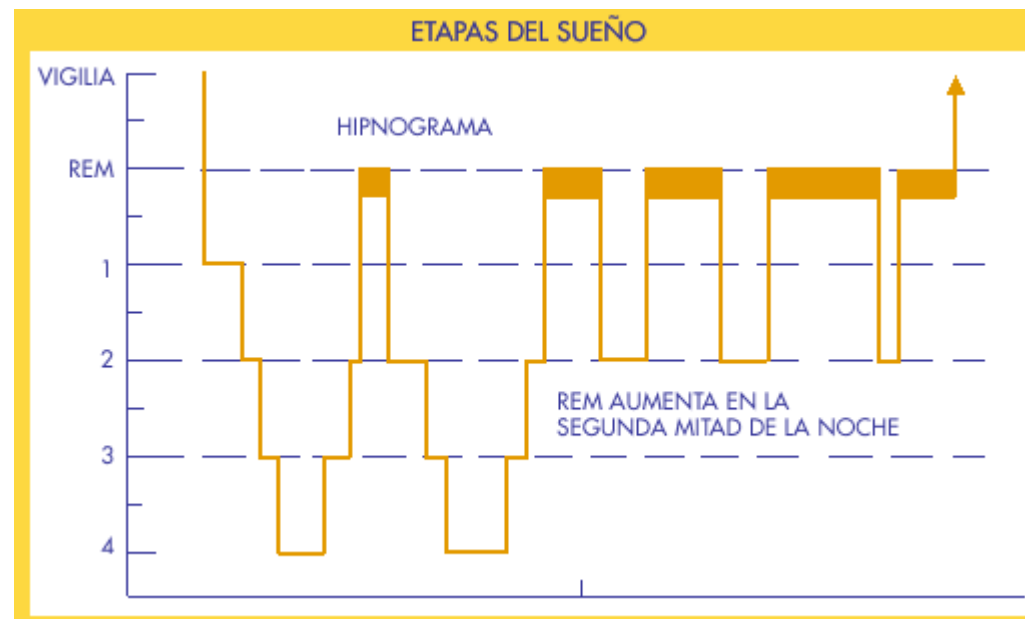 ETAPAS DEL SUEÑO
VIGILIA
HIPNOGRAMA
REM
1
2
REM AUMENTA EN LA
SEGUNDA MITAD DE LA NOCHE
3
4